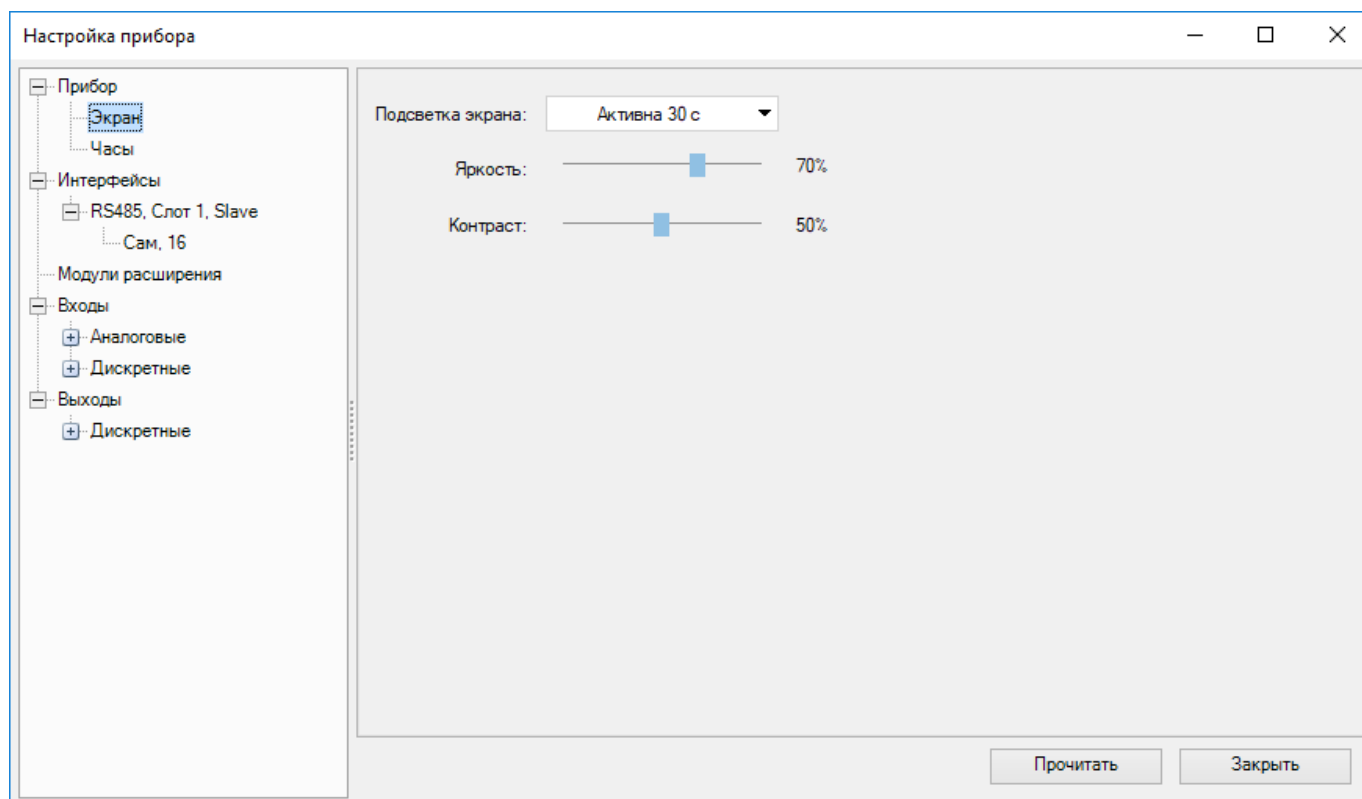 Настройка прибора
Прибор
Экран
Часы
Интерфейсы
RS485, Слот 1, Slave
Сам, 16
Модули расширения
Входы
Аналоговые
Дискретные
Выходы
Дискретные
Подсветка экрана: Активна 30 с
Яркость: 70%
Контраст: 50%
Прочитать Закрыть